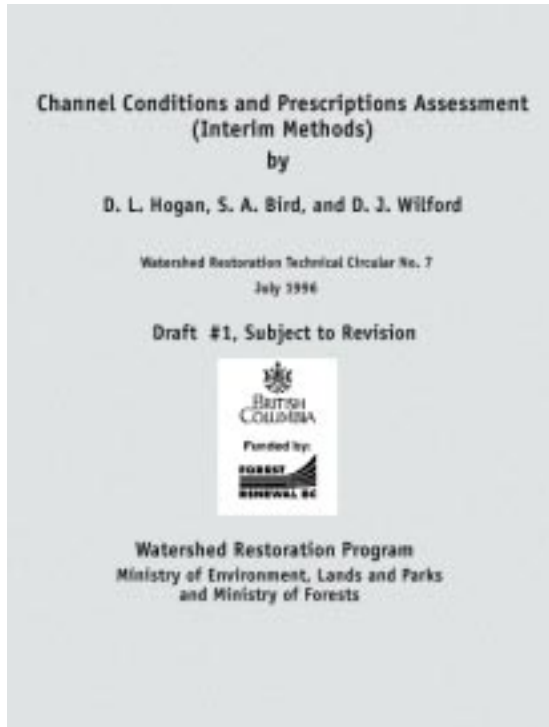 Channel Conditions and Prescriptions Assessment
(Interim Methods)
by
D. L. Hogan, S. A. Bird, and D. J. Wilford
Watershed Restoration Technical Circular No. 7
July 1996
Draft #1, Subject to Revision
BRITISH
COLUMBIA
Funded by:
FOREST
RENEWAL BC
Watershed Restoration Program
Ministry of Environment, Lands and Parks
and Ministry of Forests